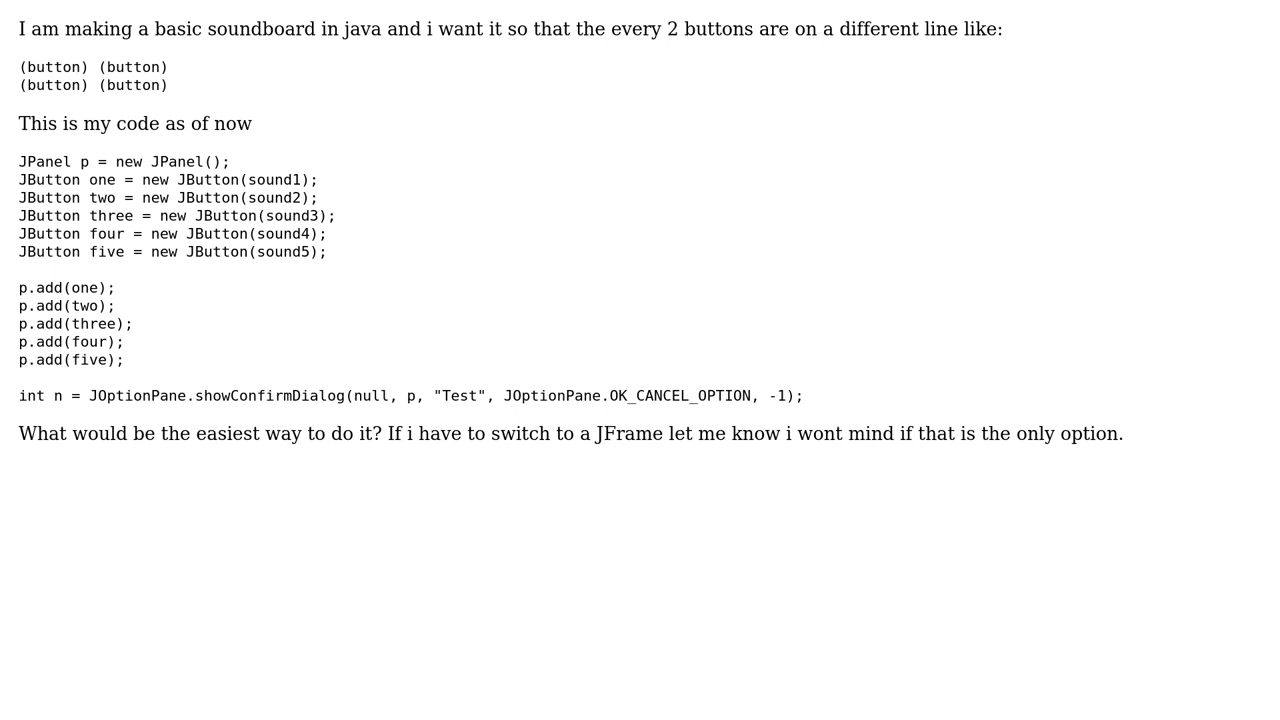 I am making a basic soundboard in java and i want it so that the every 2 buttons are on a different line like:
(button) (button)
(button) (button)
This is my code as of now
JPanel p = new JPanel();
JButton one = new JButton(sound1);
JButton two = new JButton(sound2);
JButton three = new JButton(sound3);
JButton four = new JButton(sound4);
JButton five = new JButton(sound5);
p.add(one);
p.add(two);
p.add(three);
p.add(four);
p.add(five);
int n = JOptionPane.showConfirmDialog(null, p, "Test", JOptionPane.OK_CANCEL_OPTION, -1);
What would be the easiest way to do it? If i have to switch to a JFrame let me know i wont mind if that is the only option.